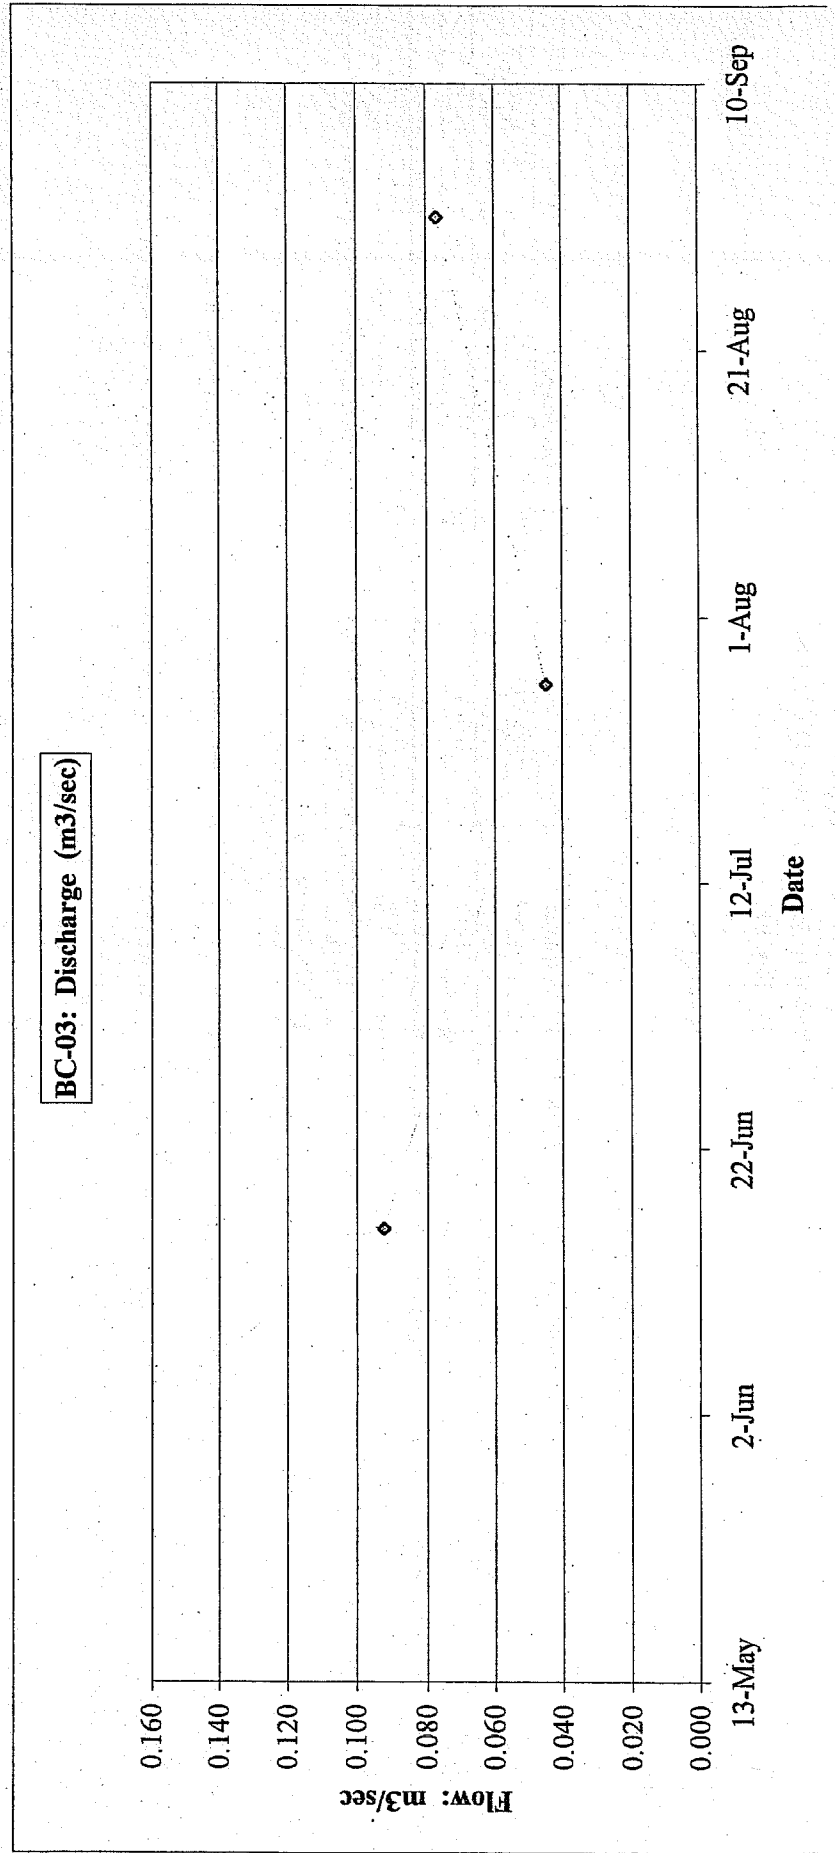 BC-03: Discharge (m3/sec)
Flow: m3/sec
0.160
0.140
0.120
0.100
0.080
0.060
0.040
0.020
0.000
13-May
2-Jun
22-Jun
12-Jul
1-Aug
21-Aug
10-Sep
Date